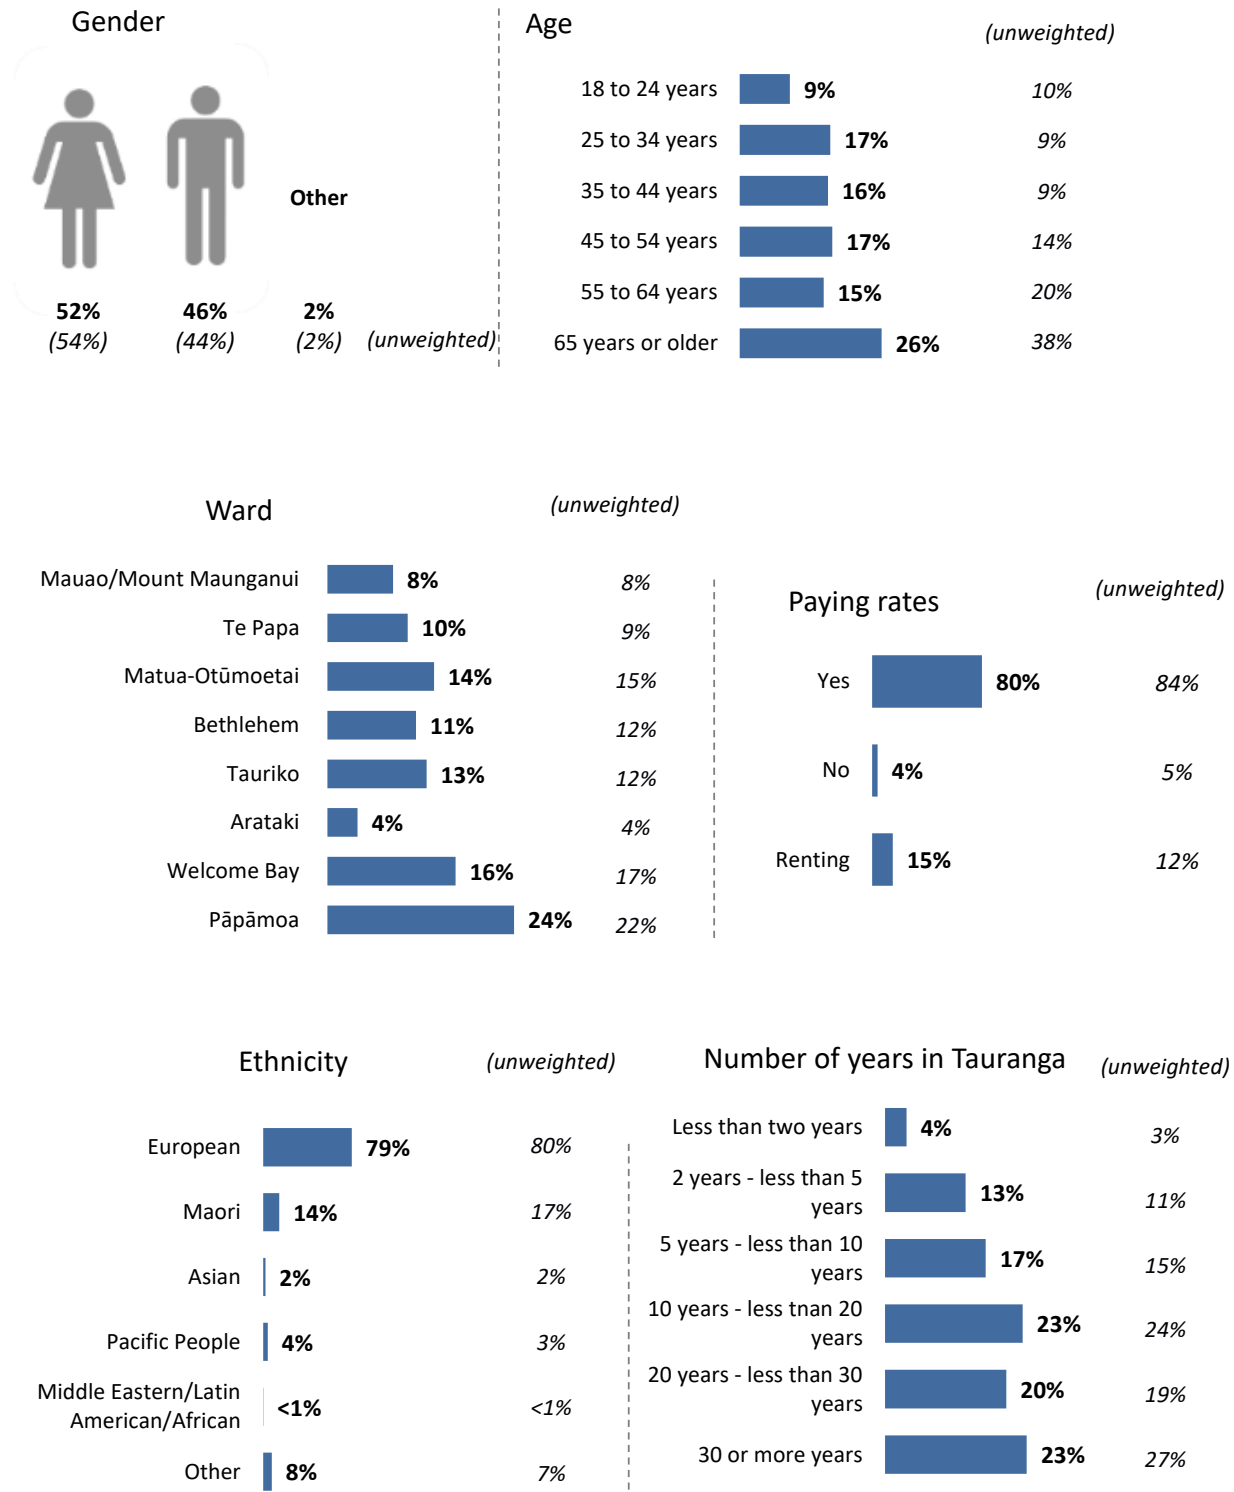 Gender
Other
52% 46% 2%
(54%) (44%) (2%) (unweighted)
Age (unweighted)
18 to 24 years 9% 10%
25 to 34 years 17% 9%
35 to 44 years 16% 9%
45 to 54 years 17% 14%
55 to 64 years 15% 20%
65 years or older 26% 38%
Ward (unweighted)
Mauao/Mount Maunganui 8% 8%
Te Papa 10% 9%
Matua-Otūmoetai 14% 15%
Bethlehem 11% 12%
Tauriko 13% 12%
Arataki 4% 4%
Welcome Bay 16% 17%
Pāpāmoa 24% 22%
Paying rates (unweighted)
Yes 80% 84%
No 4% 5%
Renting 15% 12%
Ethnicity (unweighted)
European 79% 80%
Maori 14% 17%
Asian 2% 2%
Pacific People 4% 3%
Middle Eastern/Latin
American/African <1% <1%
Other 8% 7%
Number of years in Tauranga (unweighted)
Less than two years 4% 3%
2 years - less than 5
years 13% 11%
5 years - less than 10
years 17% 15%
10 years - less tnan 20
years 23% 24%
20 years - less than 30
years 20% 19%
30 or more years 23% 27%